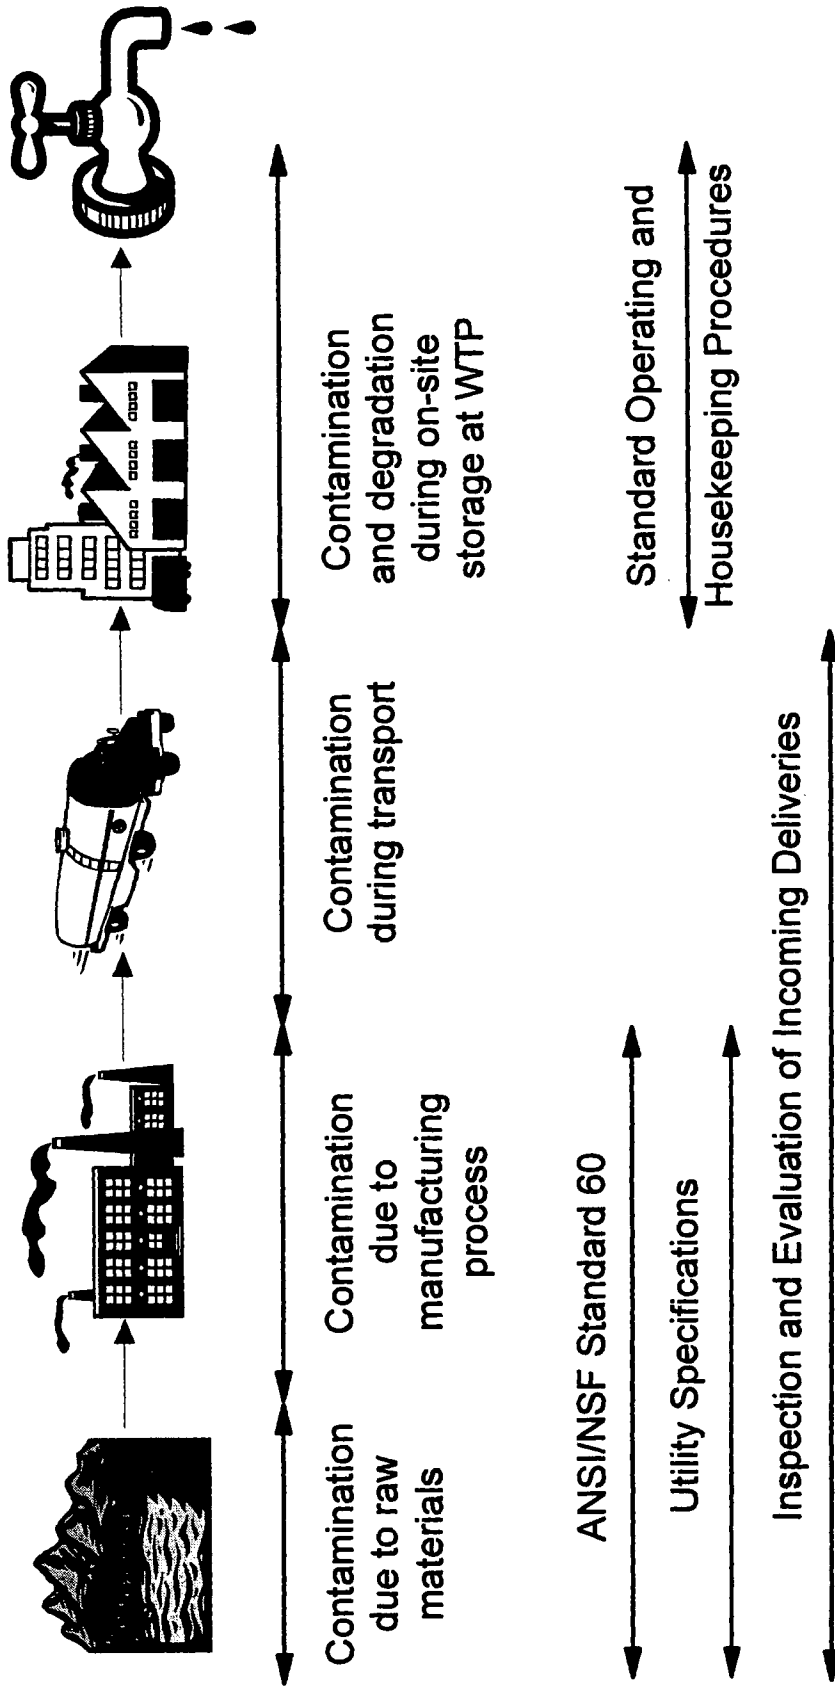 Contamination
due to raw
materials
Contamination
due to
manufacturing
process
Contamination
during transport
Contamination
and degradation
during on-site
storage at WTP
ANSI/NSF Standard 60
Utility Specifications
Inspection and Evaluation of Incoming Deliveries
Standard Operating and
Housekeeping Procedures